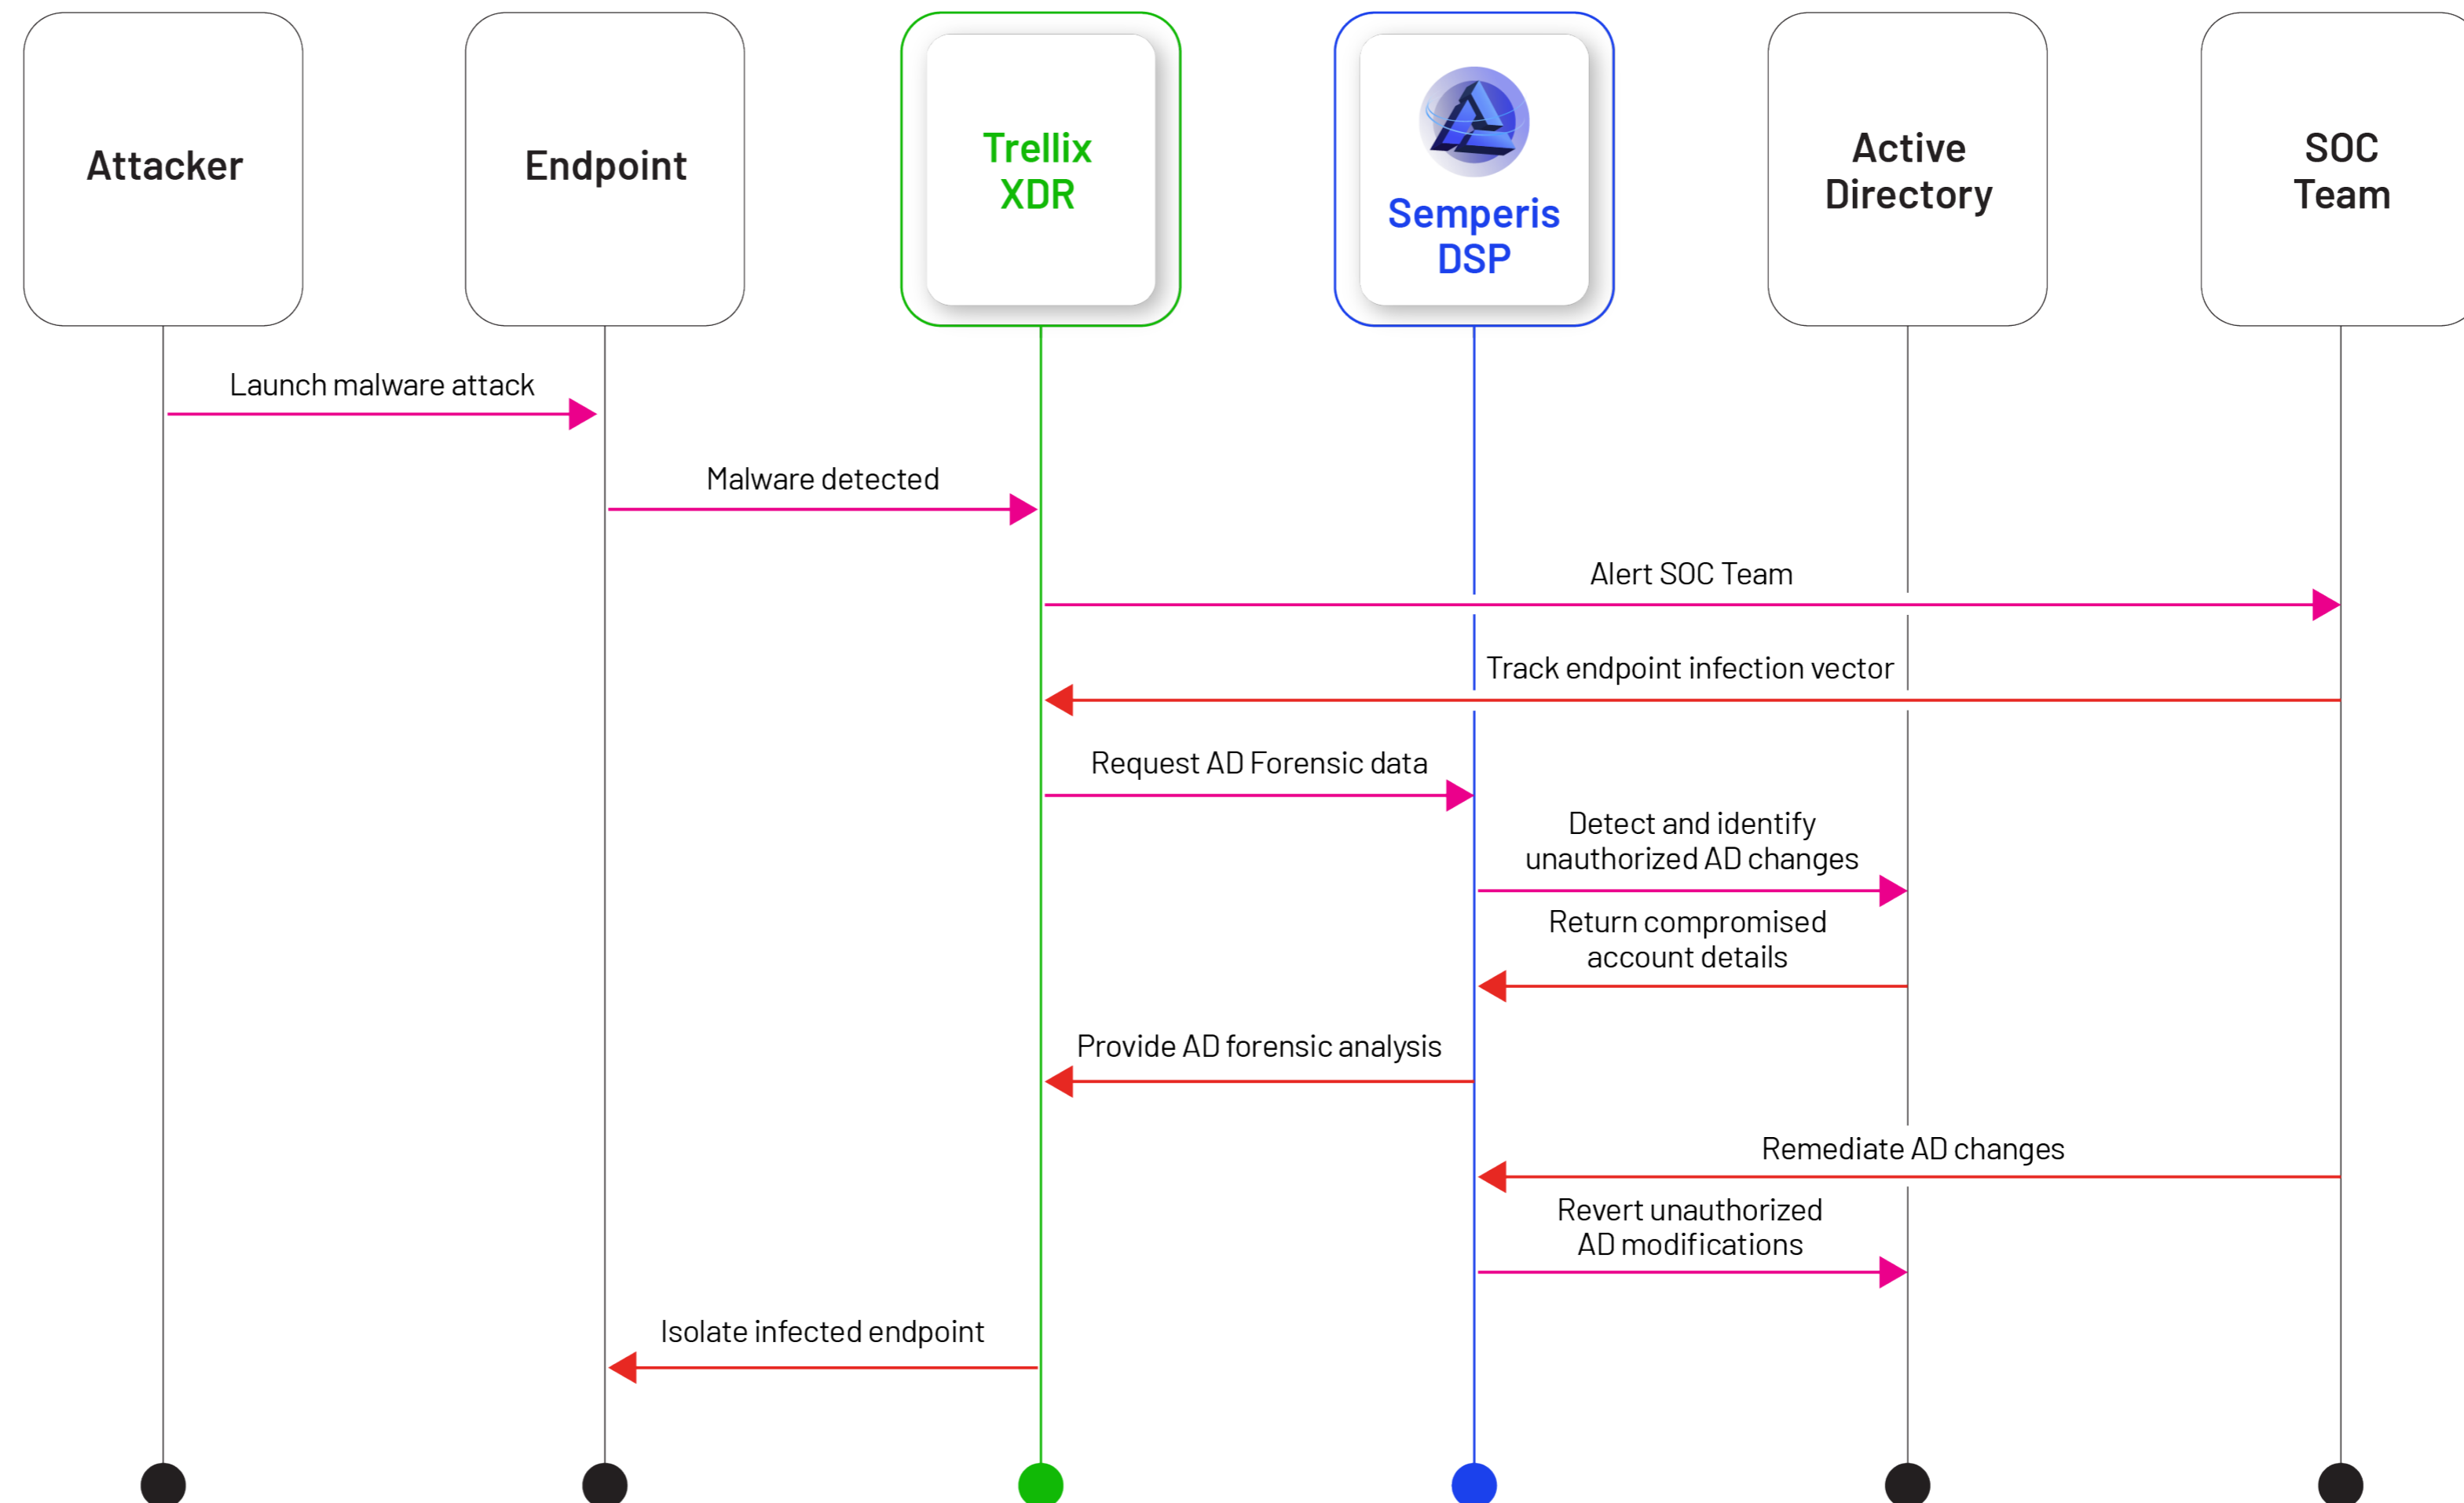 Attacker
Endpoint
Trellix
XDR
Semperis
DSP
Active
Directory
SOC
Team
Launch malware attack
Malware detected
Alert SOC Team
Track endpoint infection vector
Request AD Forensic data
Detect and identify
unauthorized AD changes
Return compromised
account details
Provide AD forensic analysis
Remediate AD changes
Revert unauthorized
AD modifications
Isolate infected endpoint